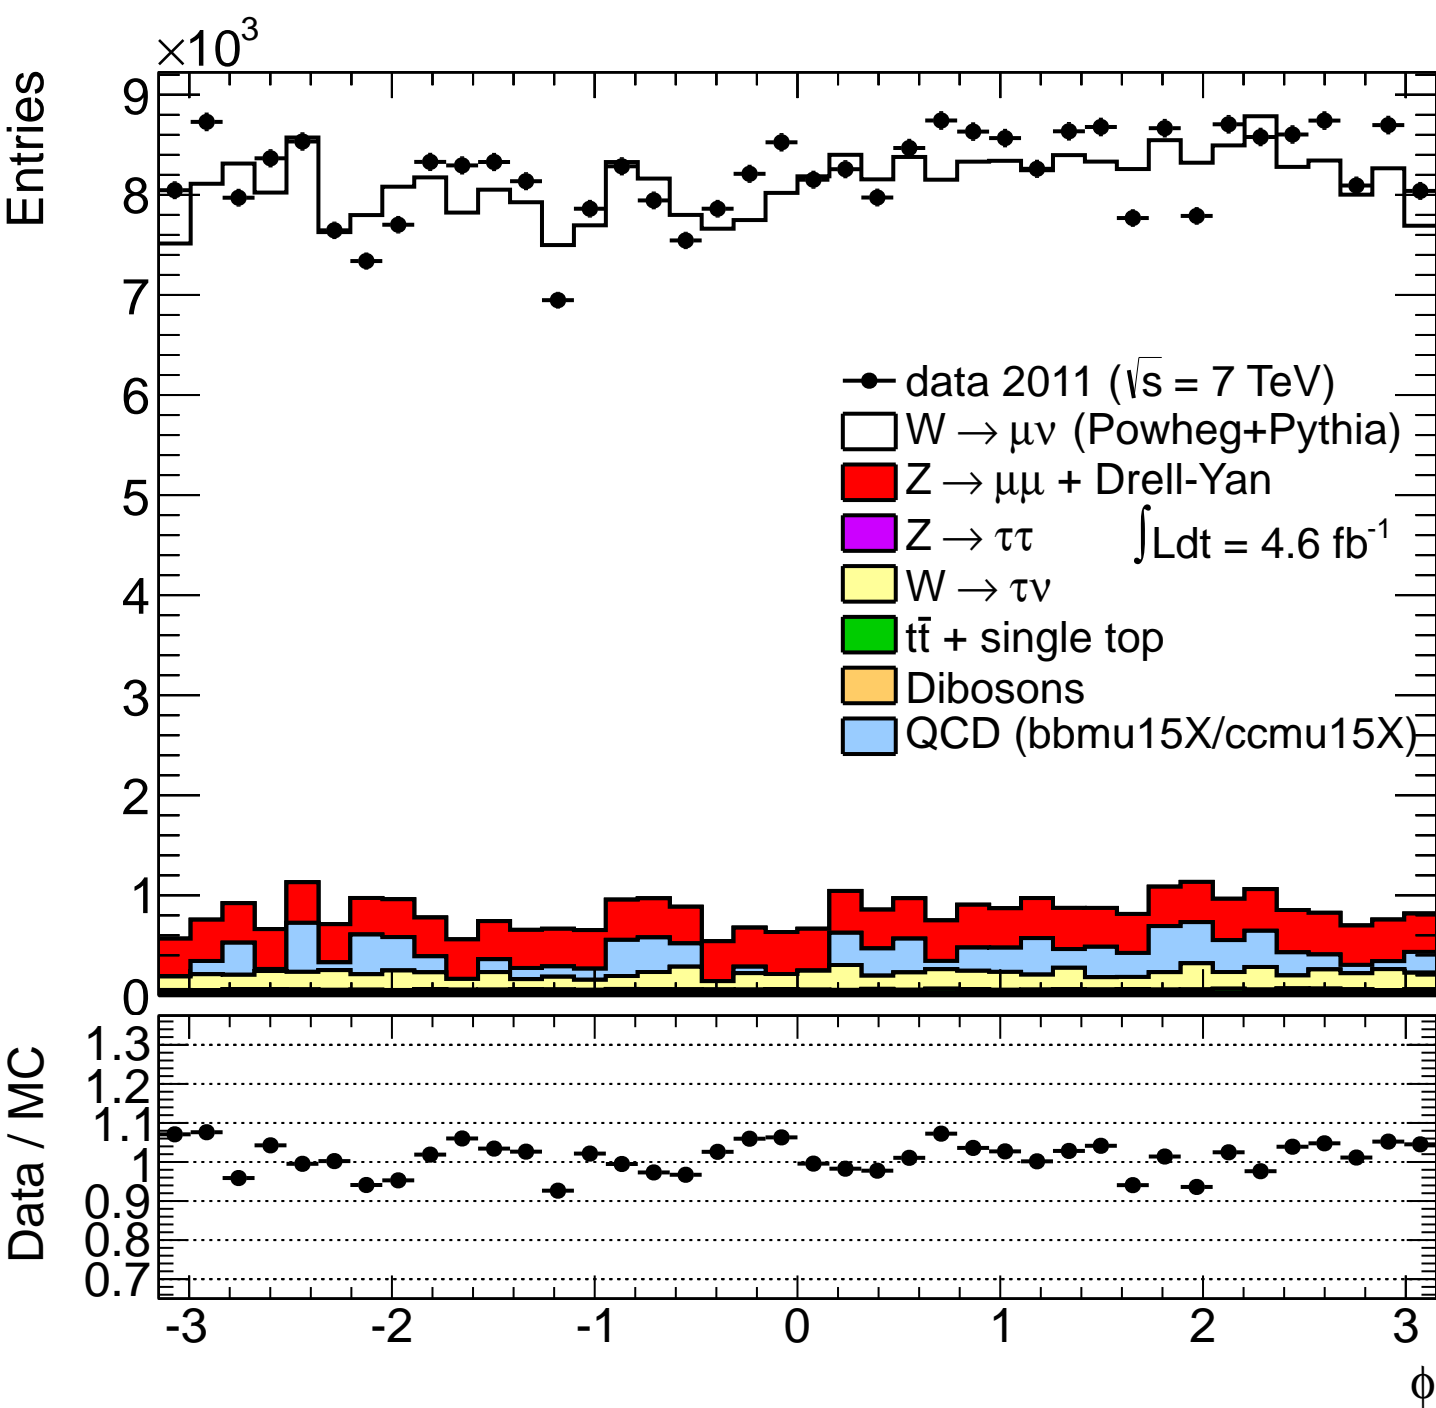 ×10³
Entries
9
8
7
6
5
4
3
2
1
0
data 2011 (√s = 7 TeV)
W → μν (Powheg+Pythia)
Z → μμ + Drell-Yan
Z → ττ
∫Ldt = 4.6 fb⁻¹
W → τν
tt̄ + single top
Dibosons
QCD (bbmu15X/ccmu15X)
Data / MC
1.3
1.2
1.1
1
0.9
0.8
0.7
-3 -2 -1 0 1 2 3
ϕ